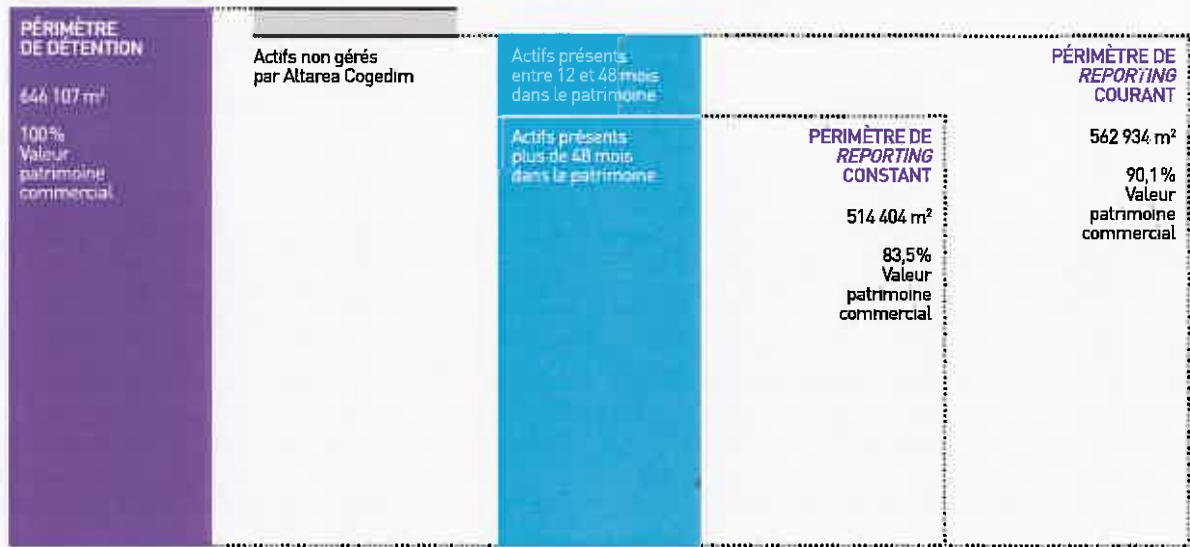 PÉRIMÈTRE
DE DÉTENTION
646 107 m²
100%
Valeur
patrimoine
commercial
Actifs non gérés
par Altarea Cogedim
Actifs présents
entre 12 et 48 mois
dans le patrimoine
Actifs présents
plus de 48 mois
dans le patrimoine
PÉRIMÈTRE DE
REPORTING
CONSTANT
514 404 m²
83,5%
Valeur
patrimoine
commercial
PÉRIMÈTRE DE
REPORTING
COURANT
562 934 m²
90,1%
Valeur
patrimoine
commercial